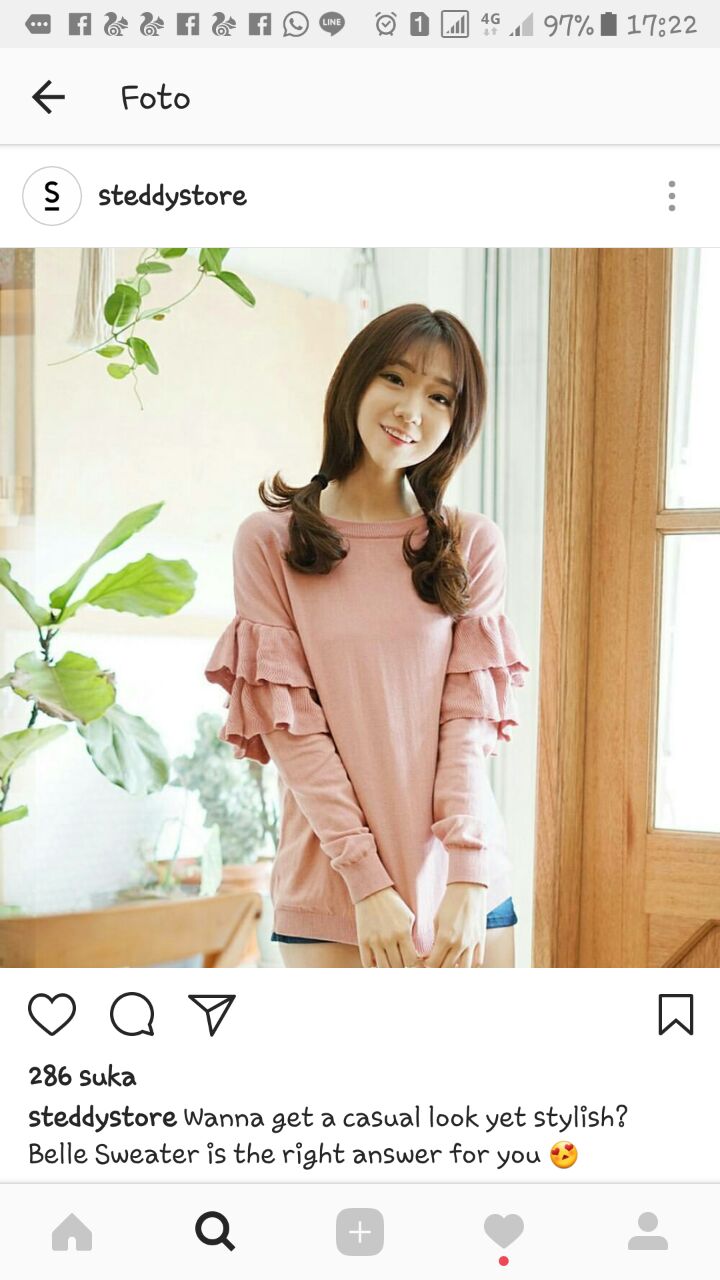 LINE 1 4G 97% 17:22
Foto
S steddystore
286 suka
steddystore Wanna get a casual look yet stylish?
Belle Sweater is the right answer for you 😍